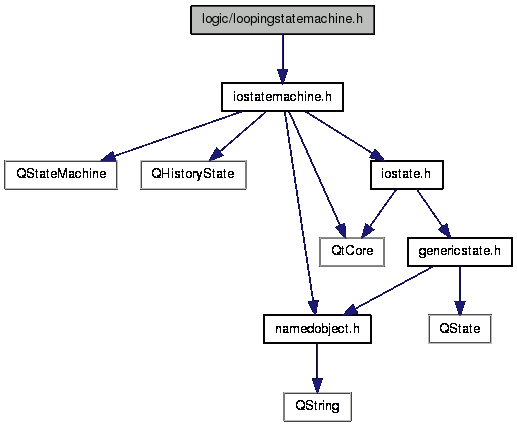 logic/loopingstatemachine.h
iostatemachine.h
QStateMachine
QHistoryState
iostate.h
QtCore
genericstate.h
namedobject.h
QState
QString